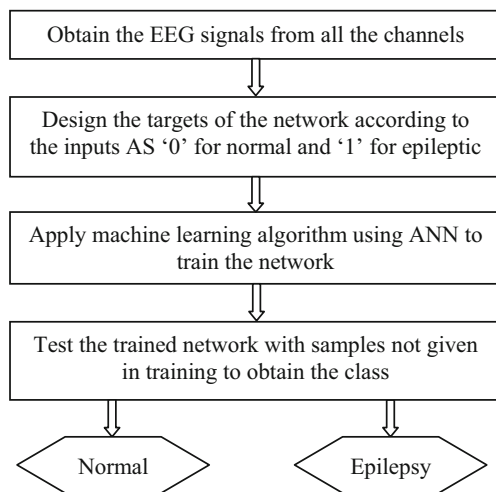 Obtain the EEG signals from all the channels
Design the targets of the network according to
the inputs AS ‘0’ for normal and ‘1’ for epileptic
Apply machine learning algorithm using ANN to
train the network
Test the trained network with samples not given
in training to obtain the class
Normal
Epilepsy